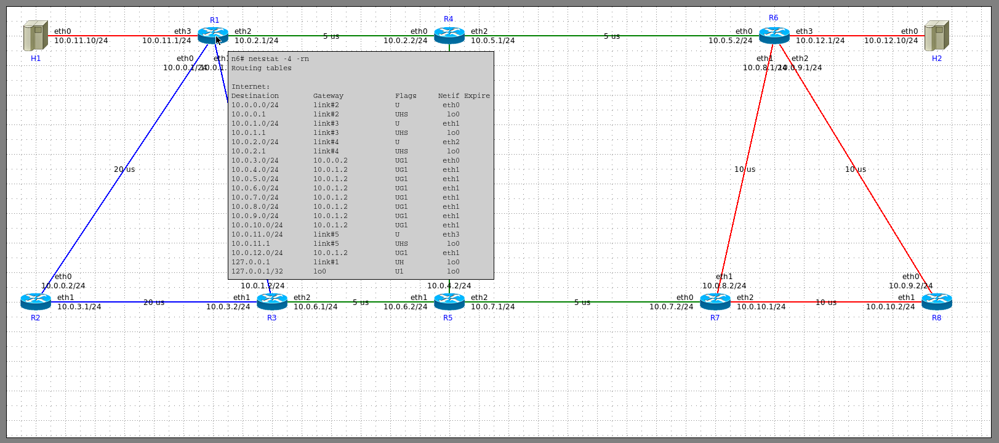 R1
R4
R6
eth0
eth3
eth2
eth0
eth2
eth0
eth3
eth0
5 us
5 us
10.0.11.10/24
10.0.11.1/24
10.0.2.1/24
10.0.2.2/24
10.0.5.1/24
10.0.5.2/24
10.0.12.1/24
10.0.12.10/24
H1
H2
eth0
eth1
eth1
eth2
10.0.0.1/24
10.0.1.
10.0.8.1/24
10.0.9.1/24
n6# netstat -4 -rn
Routing tables
Internet:
Destination Gateway Flags Netif Expire
10.0.0.0/24 link#2 U eth0
10.0.0.1 link#2 UHS lo0
10.0.1.0/24 link#3 U eth1
10.0.1.1 link#3 UHS lo0
10.0.2.0/24 link#4 U eth2
10.0.2.1 link#4 UHS lo0
10.0.3.0/24 10.0.0.2 UG1 eth0
10.0.4.0/24 10.0.1.2 UG1 eth1
10.0.5.0/24 10.0.1.2 UG1 eth1
10.0.6.0/24 10.0.1.2 UG1 eth1
10.0.7.0/24 10.0.1.2 UG1 eth1
10.0.8.0/24 10.0.1.2 UG1 eth1
10.0.9.0/24 10.0.1.2 UG1 eth1
10.0.10.0/24 10.0.1.2 UG1 eth1
10.0.11.0/24 link#5 U eth3
10.0.11.1 link#5 UHS lo0
10.0.12.0/24 10.0.1.2 UG1 eth1
127.0.0.1 link#1 UH lo0
127.0.0.1/32 lo0 U1 lo0
20 us
10 us
10 us
eth0
eth1
eth0
10.0.0.2/24
10.0.1.2/24
10.0.4.2/24
10.0.8.2/24
10.0.9.2/24
eth1
eth1
eth2
eth1
eth2
eth0
eth2
eth1
20 us
5 us
5 us
10 us
10.0.3.1/24
10.0.3.2/24
10.0.6.1/24
10.0.6.2/24
10.0.7.1/24
10.0.7.2/24
10.0.10.1/24
10.0.10.2/24
R2
R3
R5
R7
R8